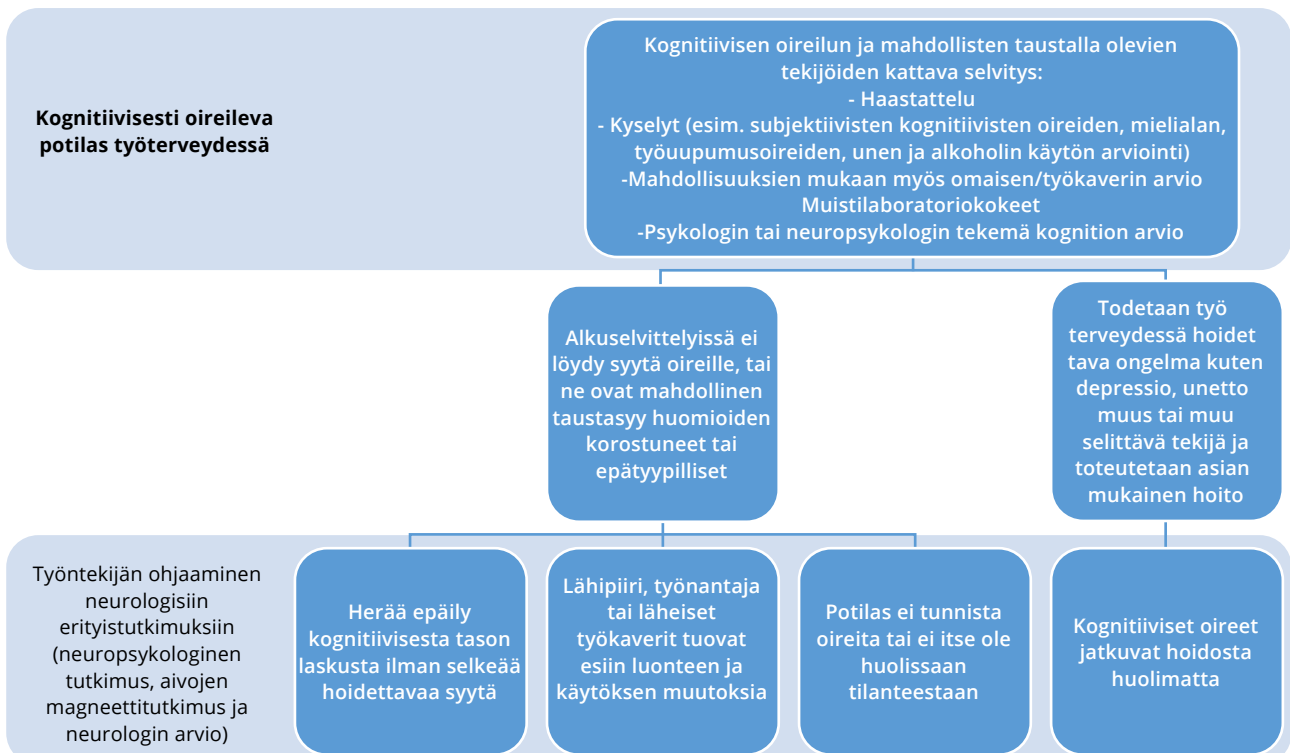 Kognitiivisesti oireileva
potilas työterveydessä
Kognitiivisen oireilun ja mahdollisten taustalla olevien
tekijöiden kattava selvitys:
- Haastattelu
- Kyselyt (esim. subjektiivisten kognitiivisten oireiden, mielialan,
työuupumusoireiden, unen ja alkoholin käytön arviointi)
-Mahdollisuuksien mukaan myös omaisen/työkaverin arvio
Muistilaboratoriokokeet
-Psykologin tai neuropsykologin tekemä kognition arvio
Alkuselvittelyissä ei
löydy syytä oireille, tai
ne ovat mahdollinen
taustasyy huomioiden
korostuneet tai
epätyypilliset
Todetaan työ
terveydessä hoidet
tava ongelma kuten
depressio, unetto
muus tai muu
selittävä tekijä ja
toteutetaan asian
mukainen hoito
Työntekijän ohjaaminen
neurologisiin
erityistutkimuksiin
(neuropsykologinen
tutkimus, aivojen
magneettitutkimus ja
neurologin arvio)
Herää epäily
kognitiivisesta tason
laskusta ilman selkeää
hoidettavaa syytä
Lähipiiri, työnantaja
tai läheiset
työkaverit tuovat
esiin luonteen ja
käytöksen muutoksia
Potilas ei tunnista
oireita tai ei itse ole
huolissaan
tilanteestaan
Kognitiiviset oireet
jatkuvat hoidosta
huolimatta